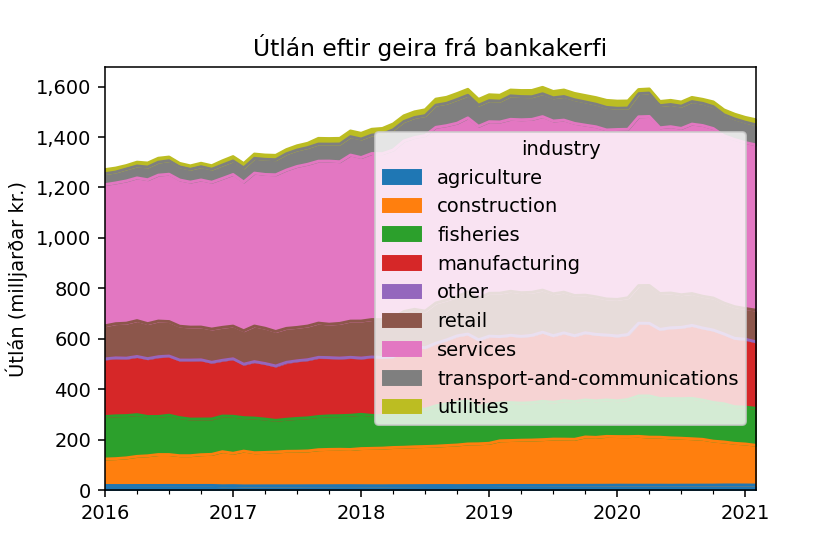 Útlán eftir geira frá bankakerfi
Útlán (milljarðar kr.)
1,600
1,400
1,200
1,000
800
600
400
200
0
industry
agriculture
construction
fisheries
manufacturing
other
retail
services
transport-and-communications
utilities
2016 2017 2018 2019 2020 2021